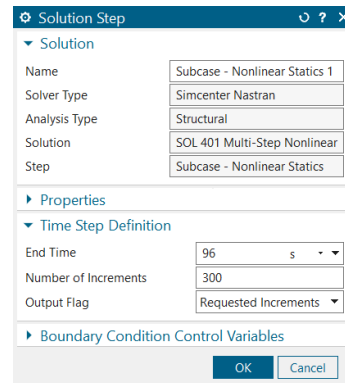 Solution Step
Solution
Name Subcase - Nonlinear Statics 1
Solver Type Simcenter Nastran
Analysis Type Structural
Solution SOL 401 Multi-Step Nonlinear
Step Subcase - Nonlinear Statics
Properties
Time Step Definition
End Time 96 s
Number of Increments 300
Output Flag Requested Increments
Boundary Condition Control Variables
OK Cancel